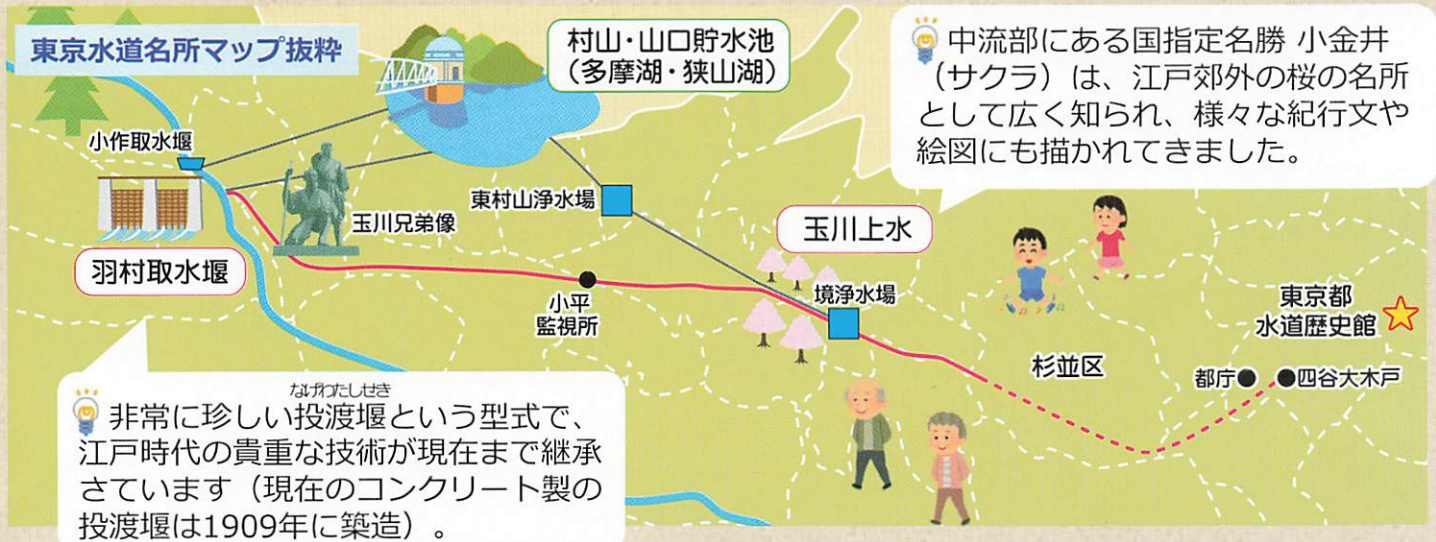 東京水道名所マップ抜粋
村山・山口貯水池
（多摩湖・狭山湖）
中流部にある国指定名勝 小金井
（サクラ）は、江戸郊外の桜の名所
として広く知られ、様々な紀行文や
絵図にも描かれてきました。
小作取水堰
玉川兄弟像
東村山浄水場
玉川上水
羽村取水堰
小平
監視所
境浄水場
東京都
水道歴史館
杉並区
都庁
四谷大木戸
なげわたしせき
非常に珍しい投渡堰という型式で、
江戸時代の貴重な技術が現在まで継承
さています（現在のコンクリート製の
投渡堰は1909年に築造）。